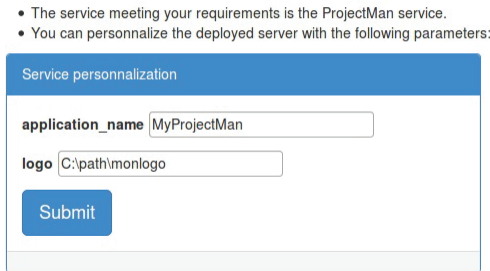 • The service meeting your requirements is the ProjectMan service.
• You can personnalize the deployed server with the following parameters:
Service personnalization
application_name MyProjectMan
logo C:\path\monlogo
Submit